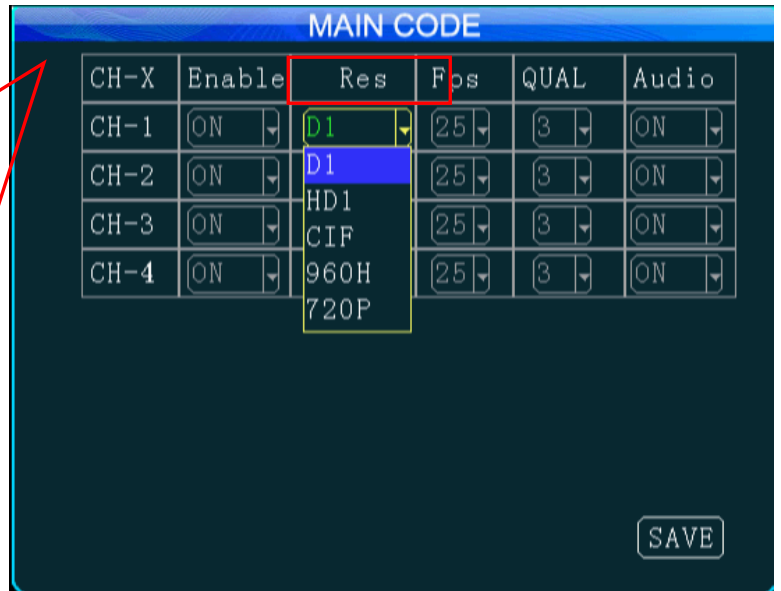 MAIN CODE
CH-X Enable Res Fps QUAL Audio
CH-1 ON D1 25 3 ON
CH-2 ON D1 25 3 ON
HD1
CH-3 ON CIF 25 3 ON
CH-4 ON 960H 25 3 ON
720P
SAVE